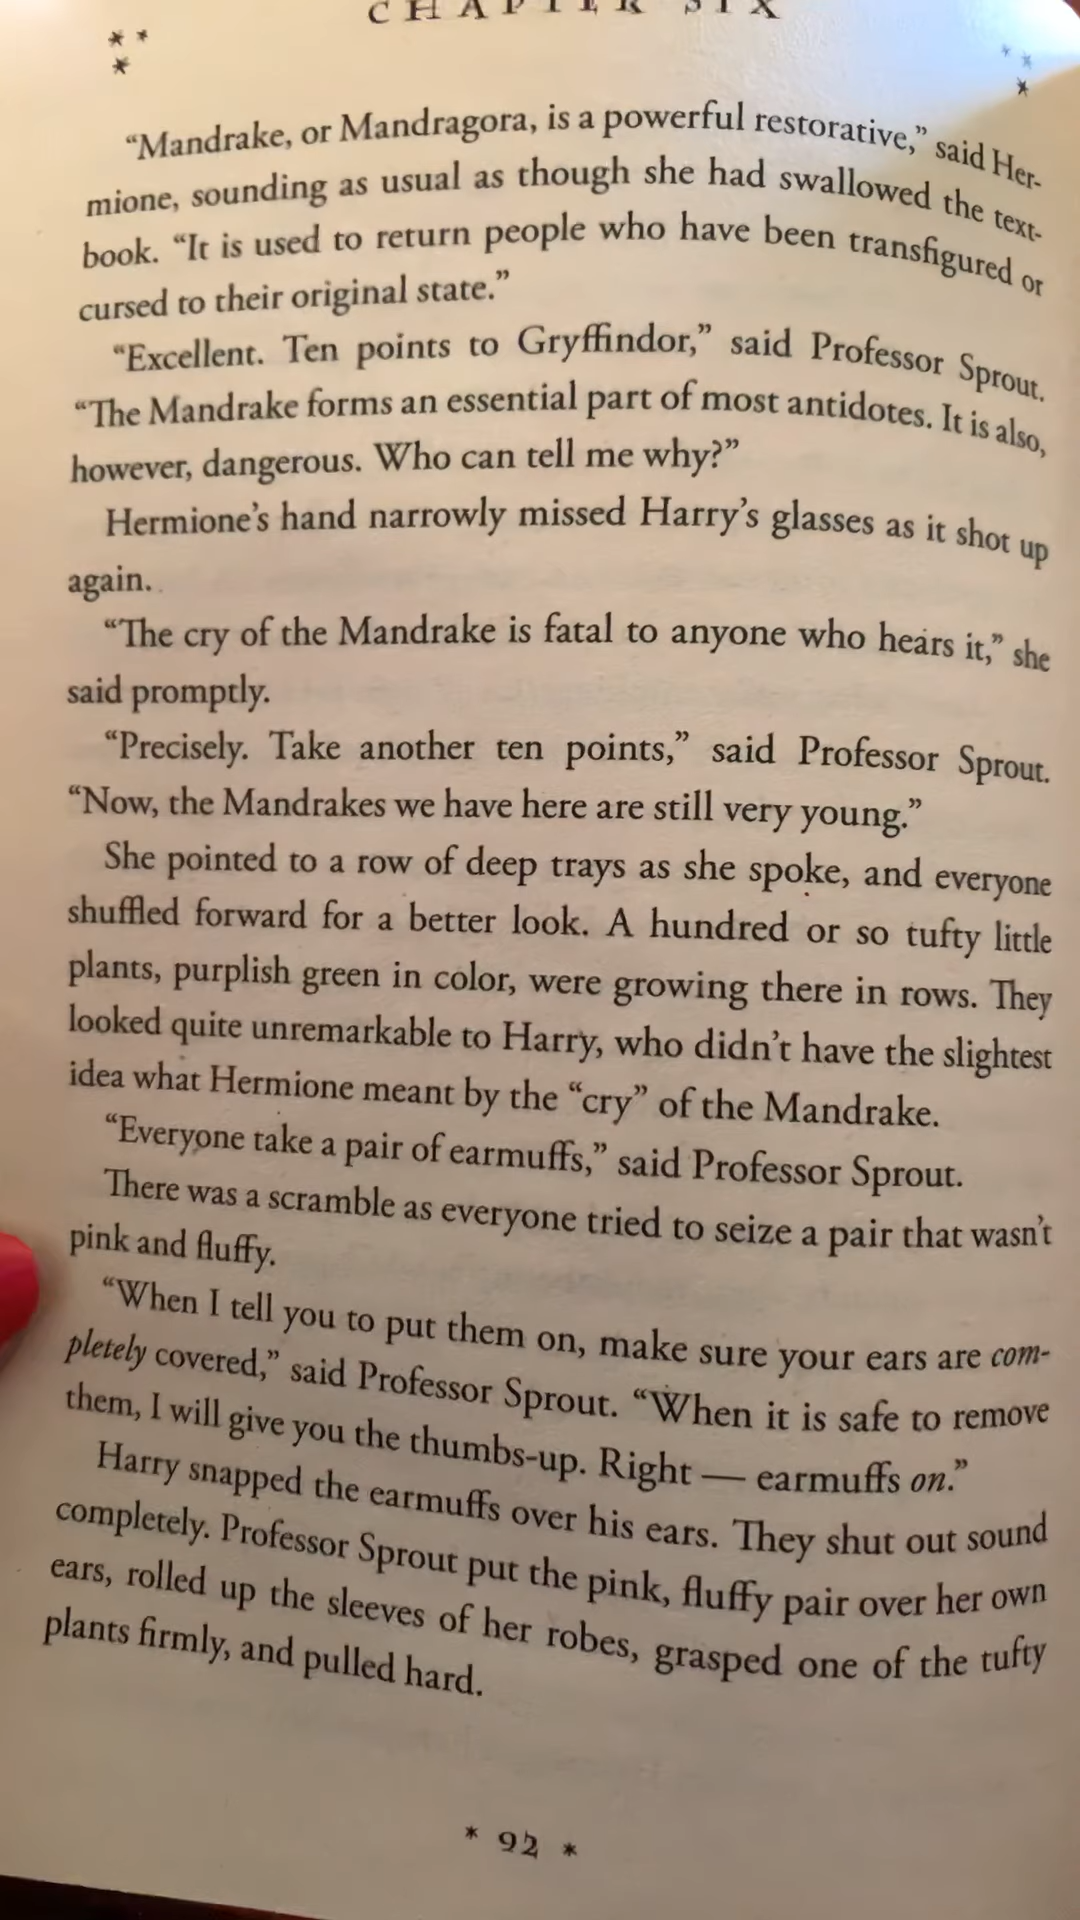 CHAPTER SIX
“Mandrake, or Mandragora, is a powerful restorative,” said Her-
mione, sounding as usual as though she had swallowed the text-
book. “It is used to return people who have been transfigured or
cursed to their original state.”
“Excellent. Ten points to Gryffindor,” said Professor Sprout.
“The Mandrake forms an essential part of most antidotes. It is also,
however, dangerous. Who can tell me why?”
Hermione’s hand narrowly missed Harry’s glasses as it shot up
again.
“The cry of the Mandrake is fatal to anyone who hears it,” she
said promptly.
“Precisely. Take another ten points,” said Professor Sprout.
“Now, the Mandrakes we have here are still very young.”
She pointed to a row of deep trays as she spoke, and everyone
shuffled forward for a better look. A hundred or so tufty little
plants, purplish green in color, were growing there in rows. They
looked quite unremarkable to Harry, who didn’t have the slightest
idea what Hermione meant by the “cry” of the Mandrake.
“Everyone take a pair of earmuffs,” said Professor Sprout.
There was a scramble as everyone tried to seize a pair that wasn’t
pink and fluffy.
“When I tell you to put them on, make sure your ears are com-
pletely covered,” said Professor Sprout. “When it is safe to remove
them, I will give you the thumbs-up. Right — earmuffs on.”
Harry snapped the earmuffs over his ears. They shut out sound
completely. Professor Sprout put the pink, fluffy pair over her own
ears, rolled up the sleeves of her robes, grasped one of the tufty
plants firmly, and pulled hard.
* 92 *